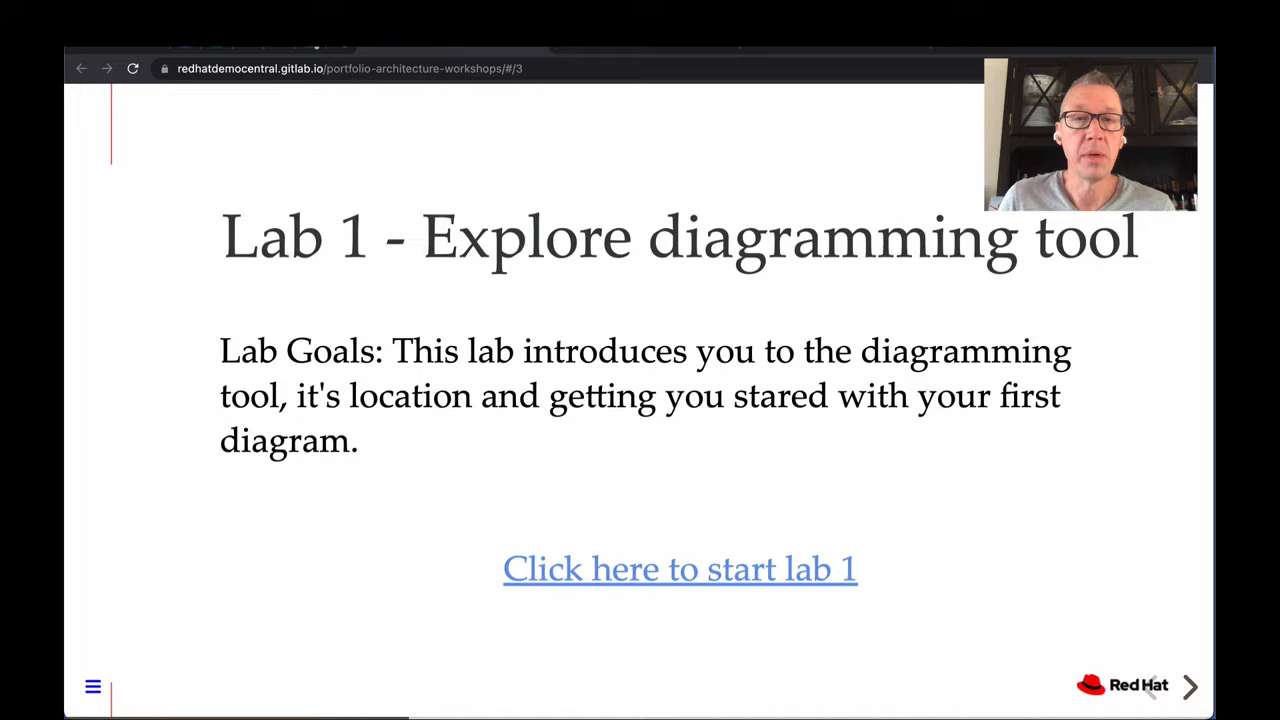 redhatdemocentral.gitlab.io/portfolio-architecture-workshops/#/3
Lab 1 - Explore diagramming tool
Lab Goals: This lab introduces you to the diagramming
tool, it's location and getting you stared with your first
diagram.
Click here to start lab 1
Red Hat